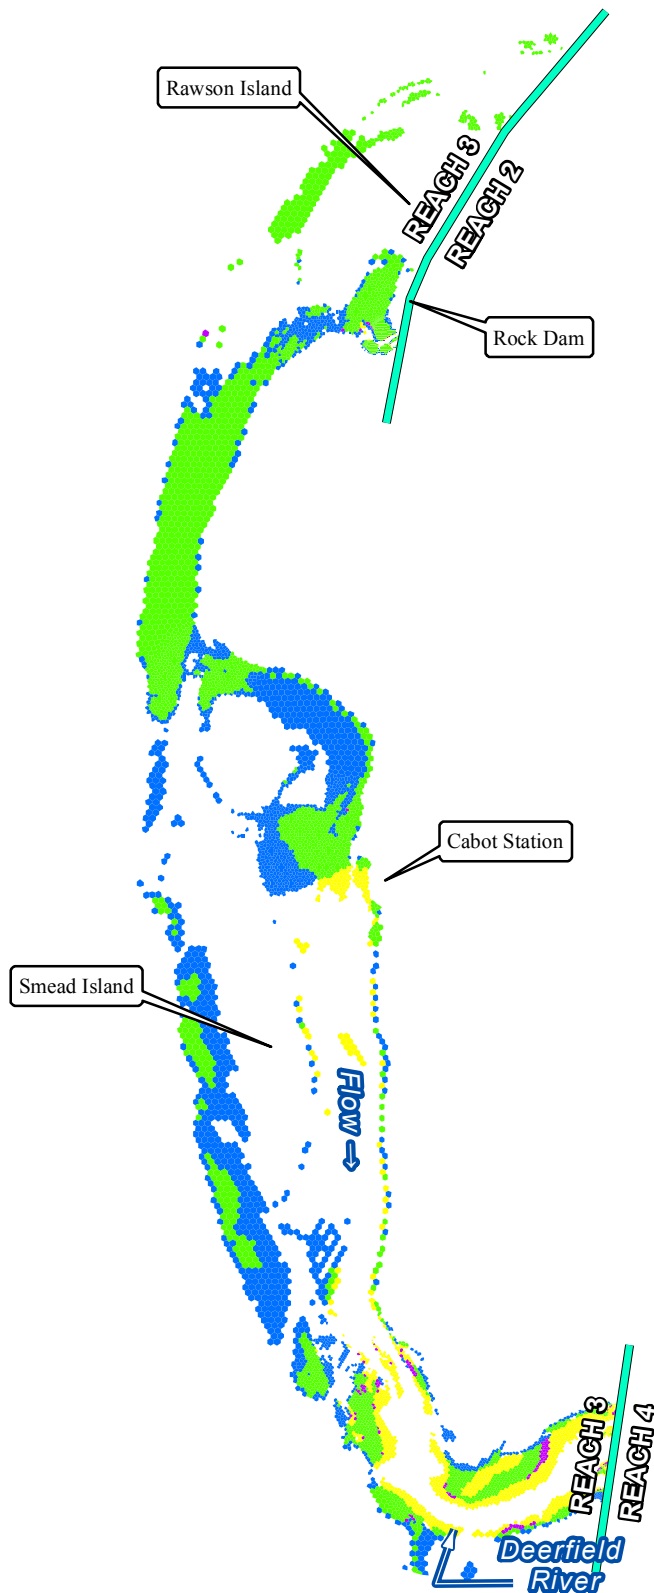 Rawson Island
REACH 3
REACH 2
Rock Dam
Cabot Station
Smead Island
Flow →
REACH 3
REACH 4
Deerfield
River